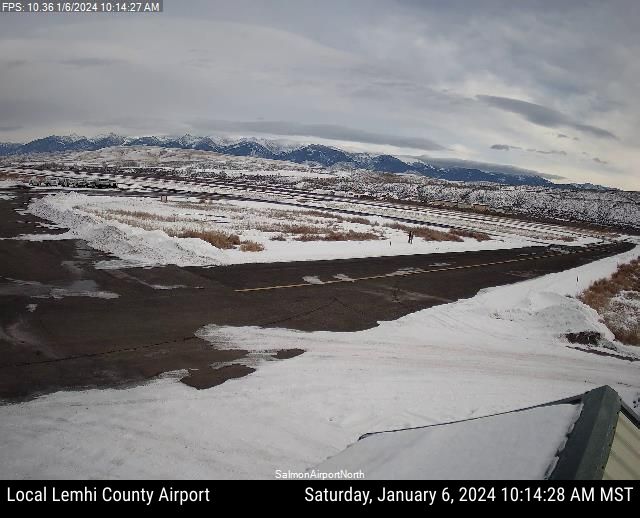 FPS: 10.36 1/6/2024 10:14:27 AM
SalmonAirportNorth
Local Lemhi County Airport Saturday, January 6, 2024 10:14:28 AM MST